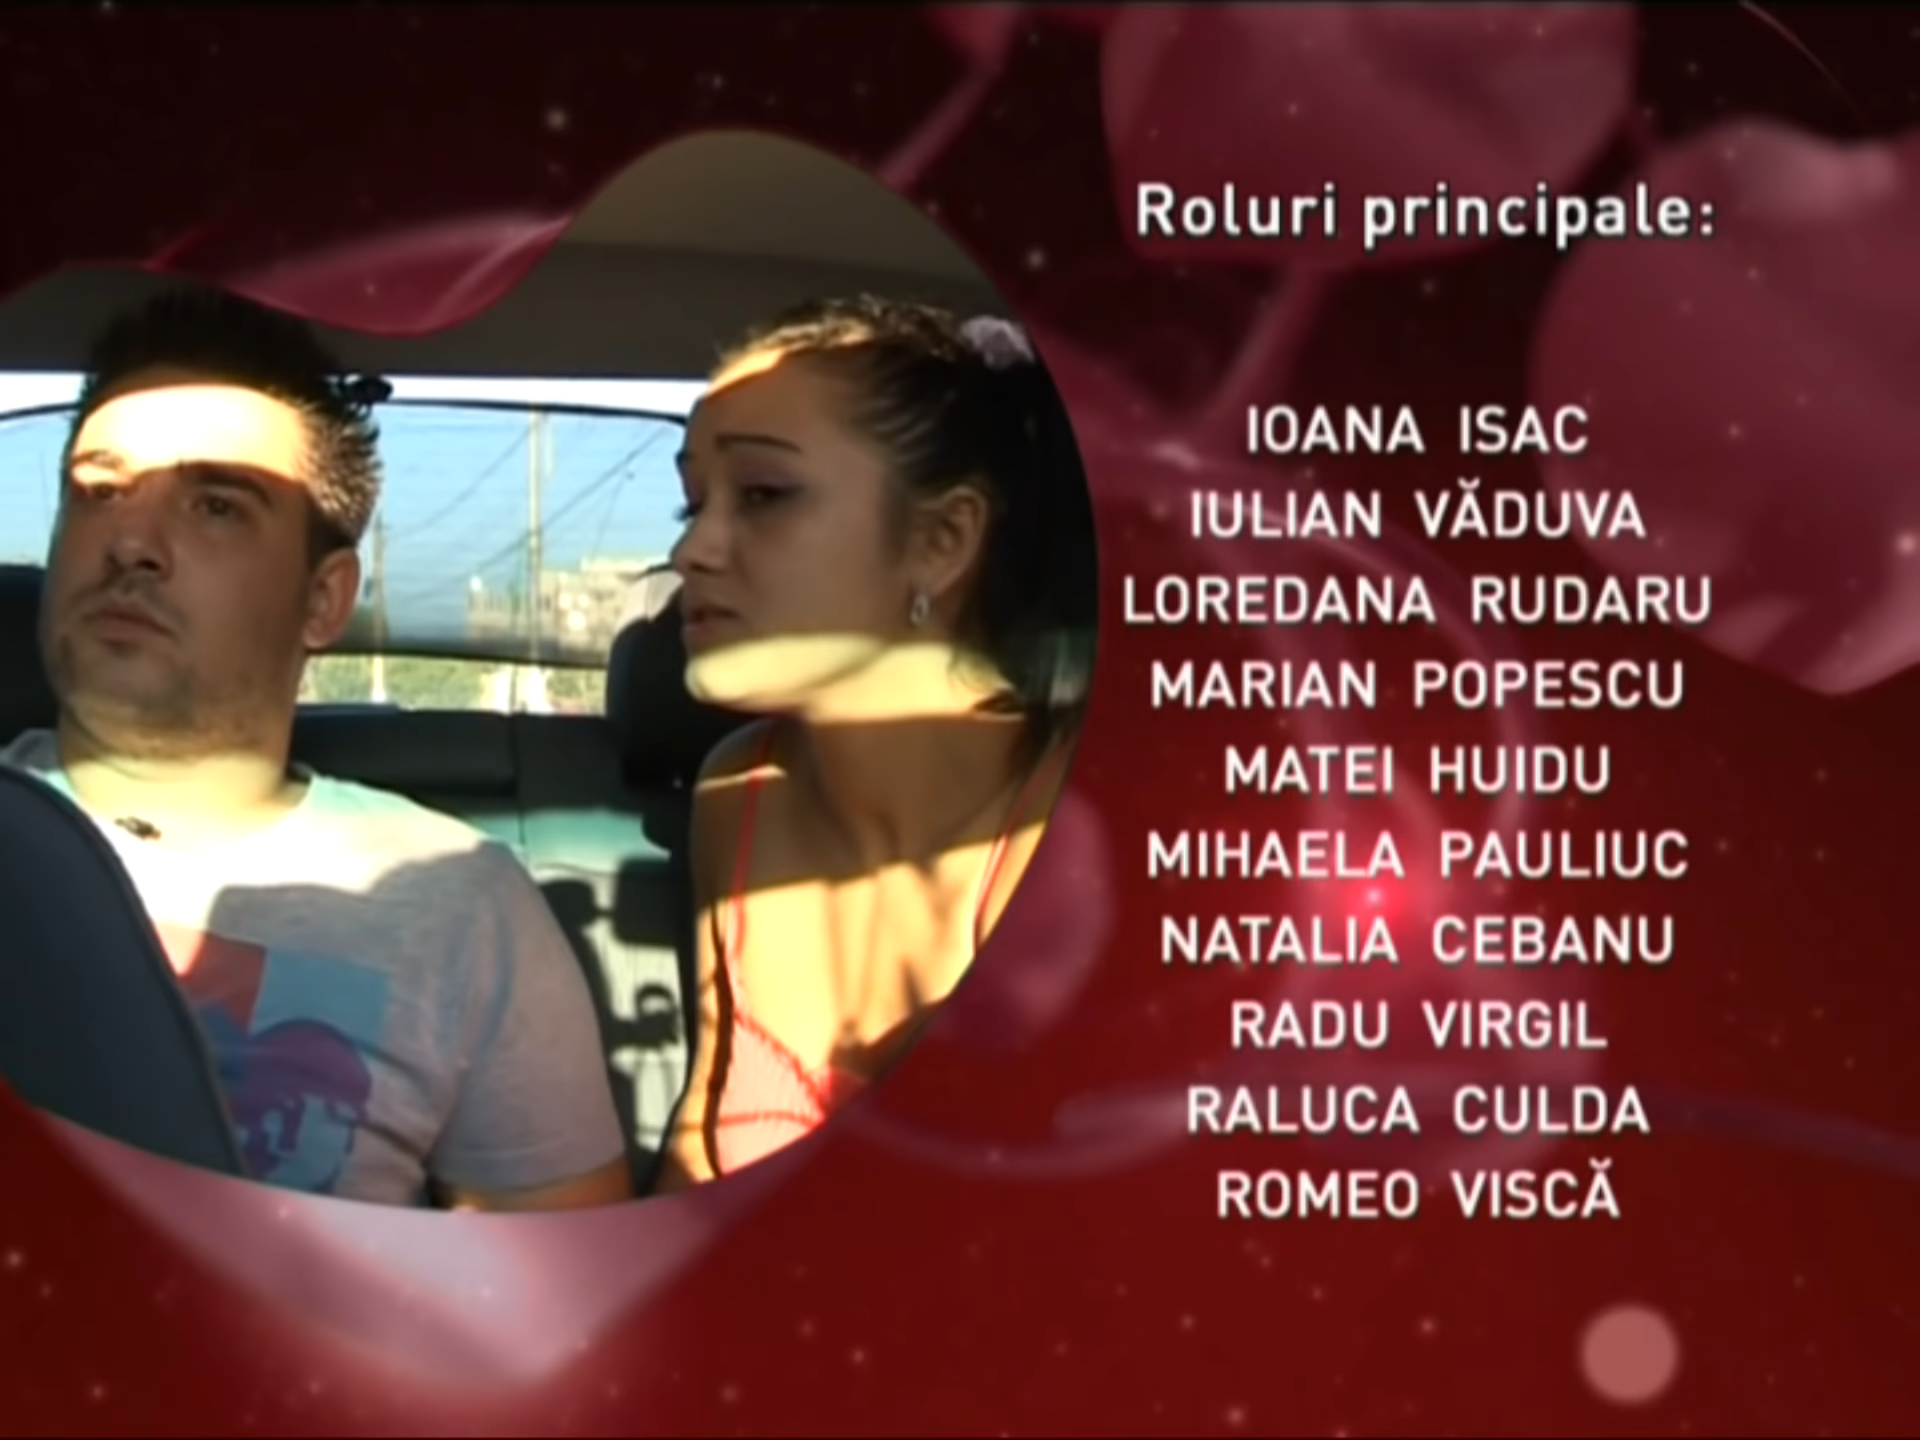 Roluri principale:
IOANA ISAC
IULIAN VĂDUVA
LOREDANA RUDARU
MARIAN POPESCU
MATEI HUIDU
MIHAELA PAULIUC
NATALIA CEBANU
RADU VIRGIL
RALUCA CULDA
ROMEO VISCĂ